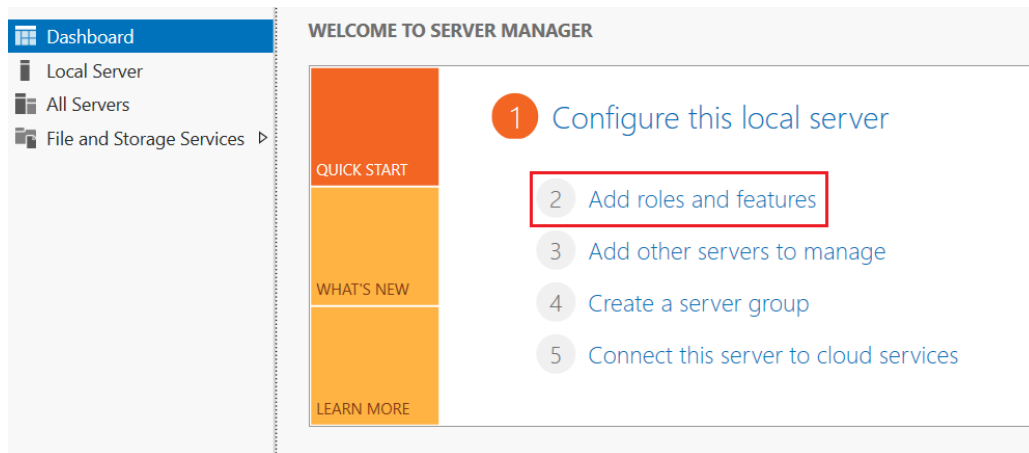 Dashboard
Local Server
All Servers
File and Storage Services
WELCOME TO SERVER MANAGER
QUICK START
WHAT'S NEW
LEARN MORE
1 Configure this local server
2 Add roles and features
3 Add other servers to manage
4 Create a server group
5 Connect this server to cloud services